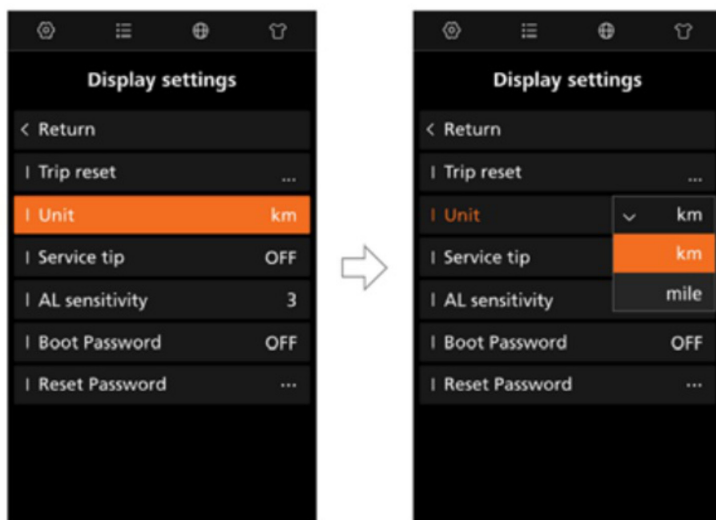 Display settings
< Return
Trip reset ...
Unit km
Service tip OFF
AL sensitivity 3
Boot Password OFF
Reset Password ...
Display settings
< Return
Trip reset ...
Unit km
km
Service tip
mile
AL sensitivity
Boot Password OFF
Reset Password ...